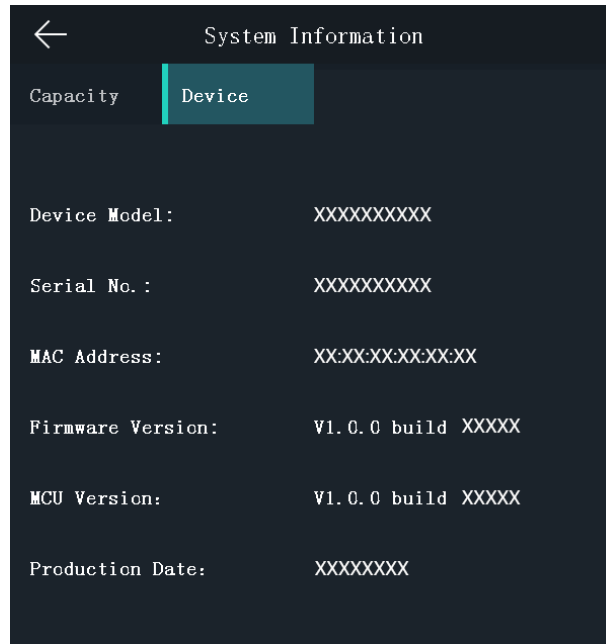 System Information
Capacity Device
Device Model: XXXXXXXXXX
Serial No.: XXXXXXXXXX
MAC Address: XX:XX:XX:XX:XX:XX
Firmware Version: V1.0.0 build XXXXX
MCU Version: V1.0.0 build XXXXX
Production Date: XXXXXXXX